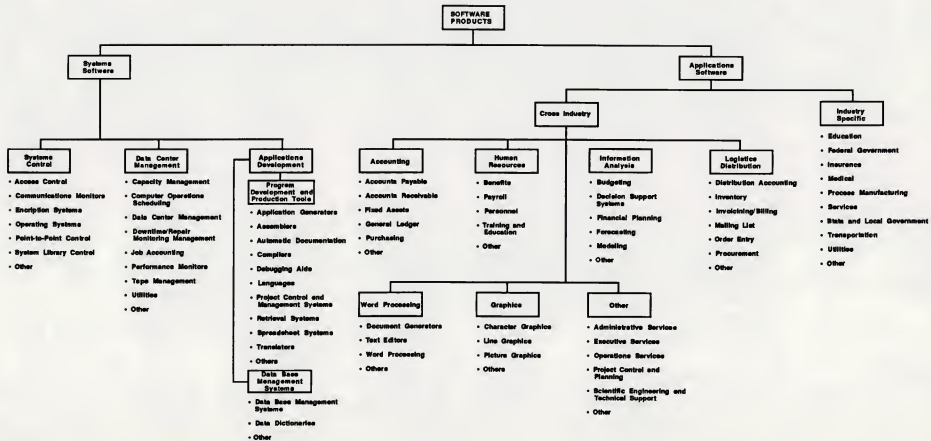 SOFTWARE
PRODUCTS
Systems
Software
Applications
Software
Cross Industry
Industry
Specific
• Education
• Federal Government
• Insurance
• Medical
• Process Manufacturing
• Services
• State and Local Government
• Transportation
• Utilities
• Other
Systems
Control
• Access Control
• Communications Monitors
• Encription Systems
• Operating Systems
• Point-to-Point Control
• System Library Control
• Other
Data Center
Management
• Capacity Management
• Computer Operations
Scheduling
• Data Center Management
• Downtime/Repair
Monitoring Management
• Job Accounting
• Performance Monitors
• Tape Management
• Utilities
• Other
Applications
Development
Program
Development and
Production Tools
• Application Generators
• Assemblers
• Automatic Documentation
• Compilers
• Debugging Aids
• Languages
• Project Control and
Management Systems
• Retrieval Systems
• Spreadsheet Systems
• Translators
• Others
Data Base
Management
Systems
• Data Base Management
Systems
• Data Dictionaries
• Other
Accounting
• Accounts Payable
• Accounts Receivable
• Fixed Assets
• General Ledger
• Purchasing
• Other
Human
Resources
• Benefits
• Payroll
• Personnel
• Training and
Education
• Other
Information
Analysis
• Budgeting
• Decision Support
Systems
• Financial Planning
• Forecasting
• Modeling
• Other
Logistics
Distribution
• Distribution Accounting
• Inventory
• Invoicining/Billing
• Mailing List
• Order Entry
• Procurement
• Other
Word Processing
• Document Generators
• Text Editors
• Word Processing
• Others
Graphics
• Character Graphics
• Line Graphics
• Picture Graphics
• Others
Other
• Administrative Services
• Executive Services
• Operations Services
• Project Control and
Planning
• Scientific Engineering and
Technical Support
• Other